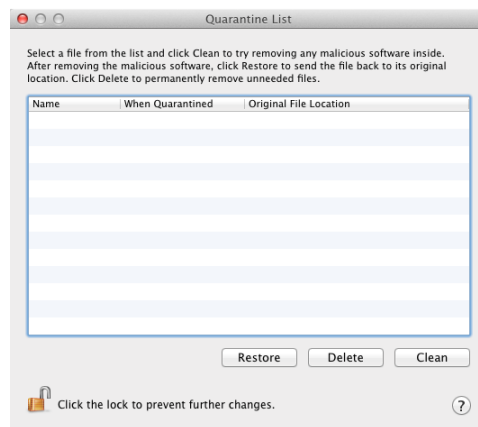 Quarantine List
Select a file from the list and click Clean to try removing any malicious software inside.
After removing the malicious software, click Restore to send the file back to its original
location. Click Delete to permanently remove unneeded files.
Name When Quarantined Original File Location
Restore Delete Clean
Click the lock to prevent further changes. ?